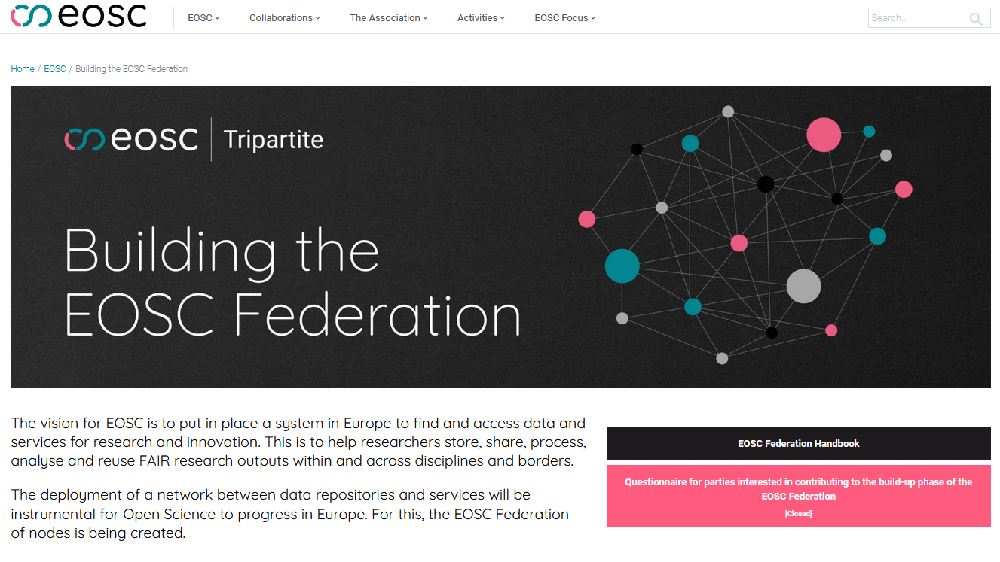 eosc
EOSC
Collaborations
The Association
Activities
EOSC Focus
Search...
Home / EOSC / Building the EOSC Federation
eosc | Tripartite
Building the
EOSC Federation
The vision for EOSC is to put in place a system in Europe to find and access data and
services for research and innovation. This is to help researchers store, share, process,
analyse and reuse FAIR research outputs within and across disciplines and borders.
The deployment of a network between data repositories and services will be
instrumental for Open Science to progress in Europe. For this, the EOSC Federation
of nodes is being created.
EOSC Federation Handbook
Questionnaire for parties interested in contributing to the build-up phase of the
EOSC Federation
[Closed]